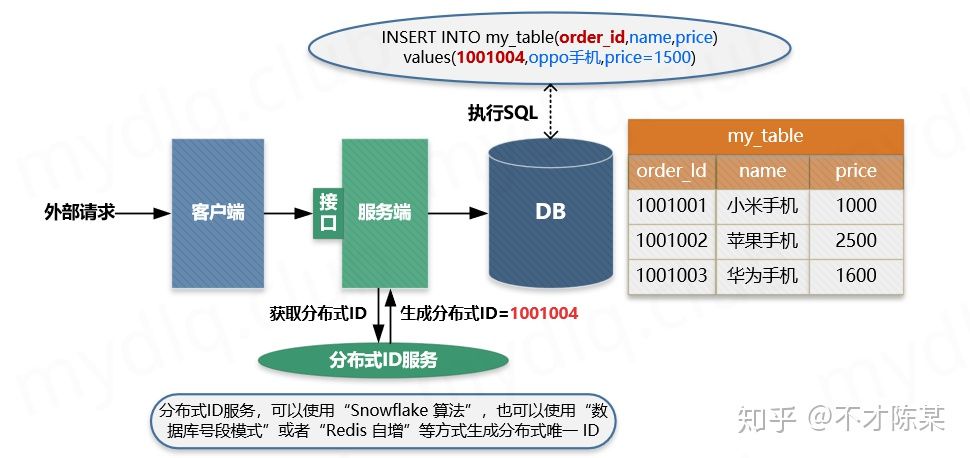 INSERT INTO my_table(order_id,name,price)
values(1001004,oppo手机,price=1500)
执行SQL
my_table
order_Id name price
1001001 小米手机 1000
1001002 苹果手机 2500
1001003 华为手机 1600
外部请求
客户端
接口
服务端
DB
获取分布式ID
生成分布式ID=1001004
分布式ID服务
分布式ID服务，可以使用“Snowflake 算法”，也可以使用“数
据库号段模式”或者“Redis 自增”等方式生成分布式唯一 ID
知乎 @不才陈某
mydlq.club